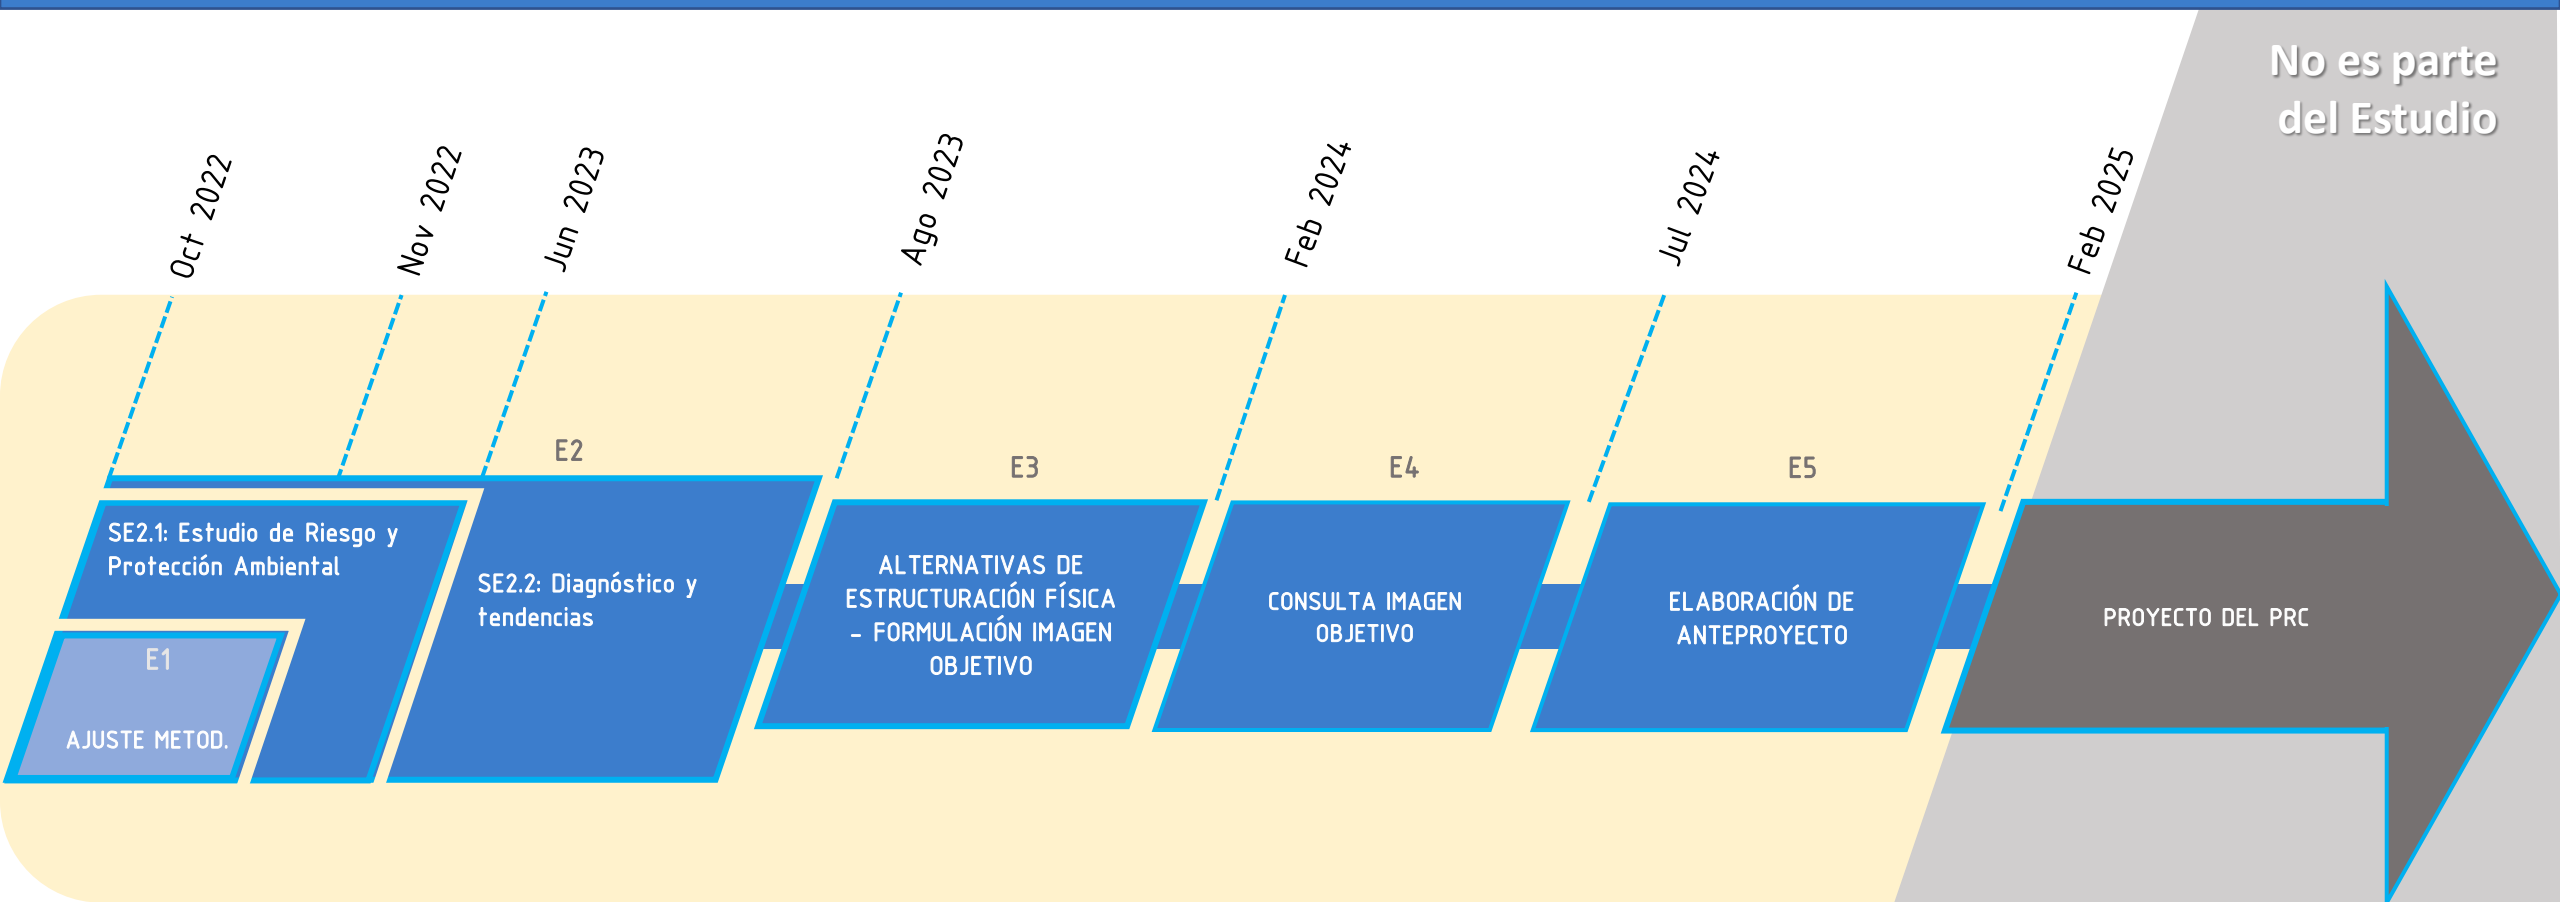 No es parte
del Estudio
Oct 2022
Nov 2022
Jun 2023
Ago 2023
Feb 2024
Jul 2024
Feb 2025
E2
E3
E4
E5
SE2.1: Estudio de Riesgo y
Protección Ambiental
E1
AJUSTE METOD.
SE2.2: Diagnóstico y
tendencias
ALTERNATIVAS DE
ESTRUCTURACIÓN FÍSICA
– FORMULACIÓN IMAGEN
OBJETIVO
CONSULTA IMAGEN
OBJETIVO
ELABORACIÓN DE
ANTEPROYECTO
PROYECTO DEL PRC